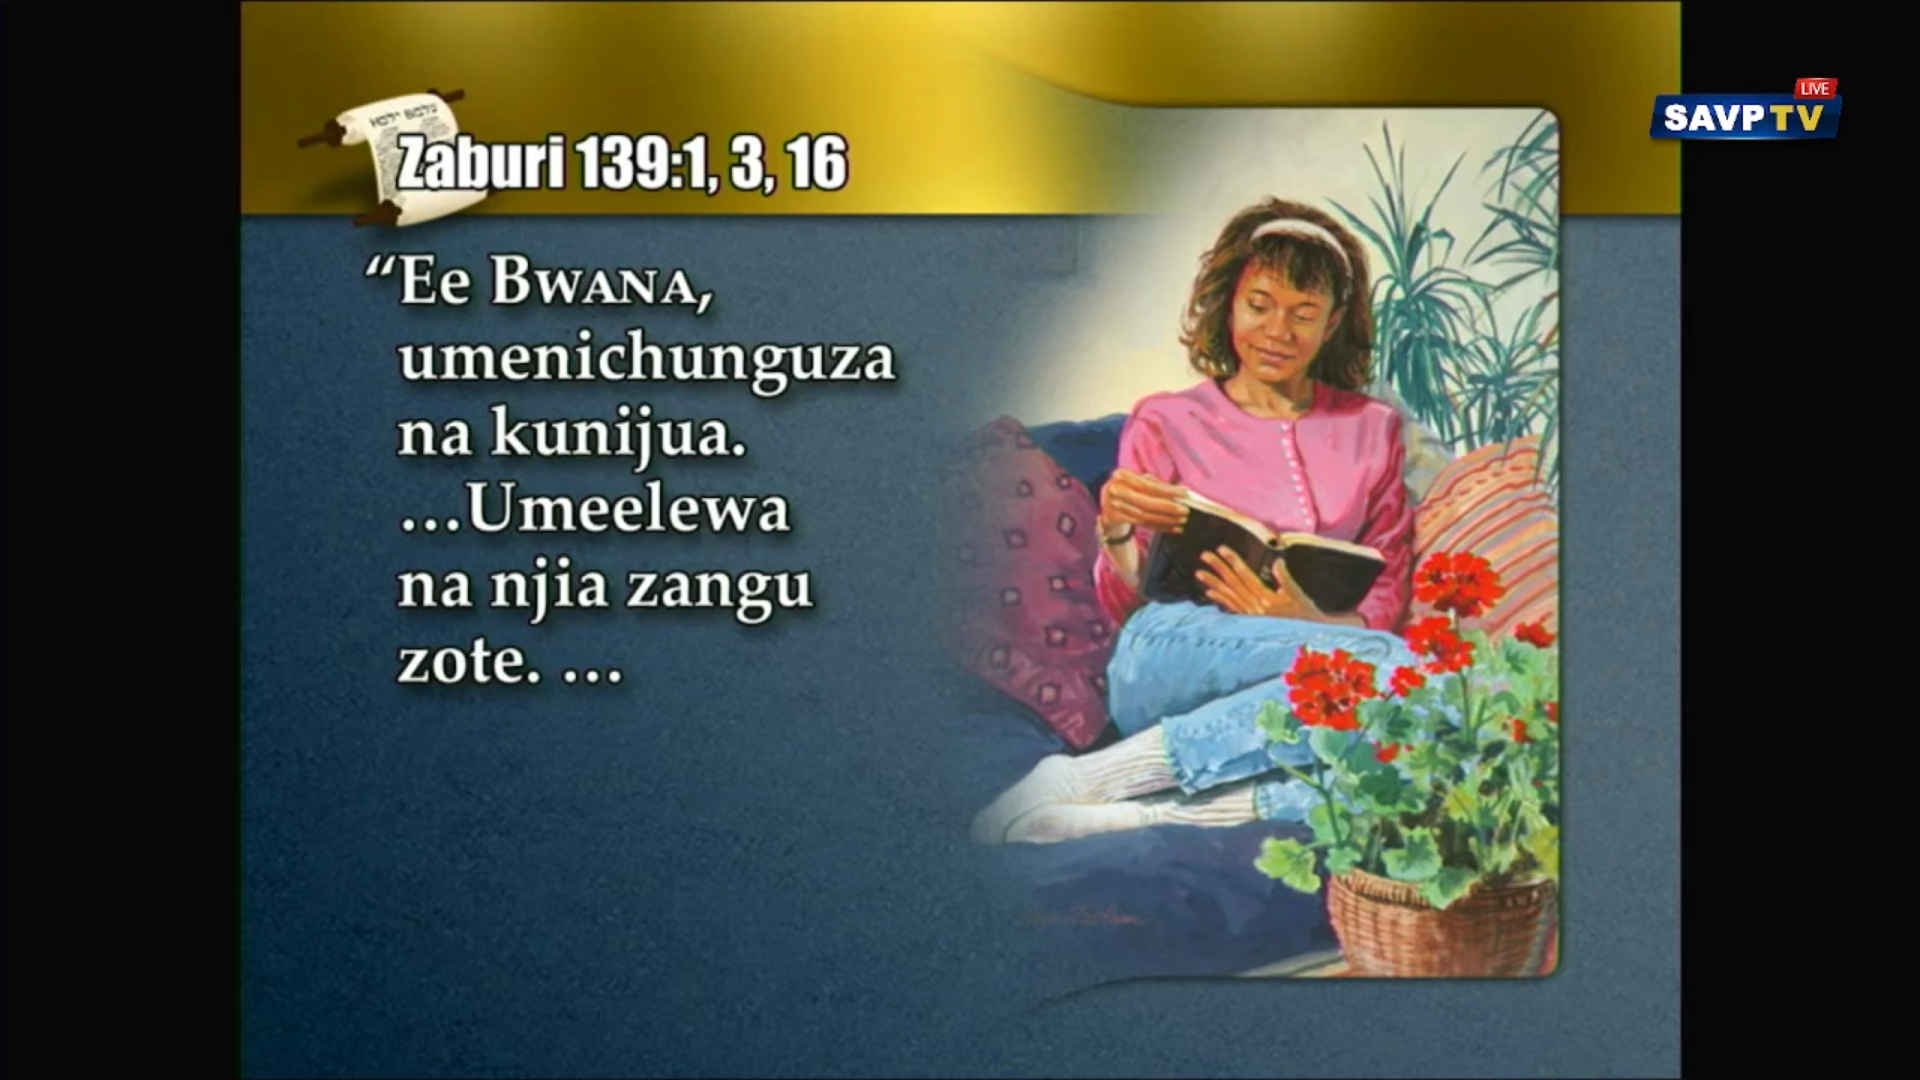 LIVE
SAVP TV
Zaburi 139:1, 3, 16
“Ee BWANA,
umenichunguza
na kunijua.
…Umeelewa
na njia zangu
zote. …